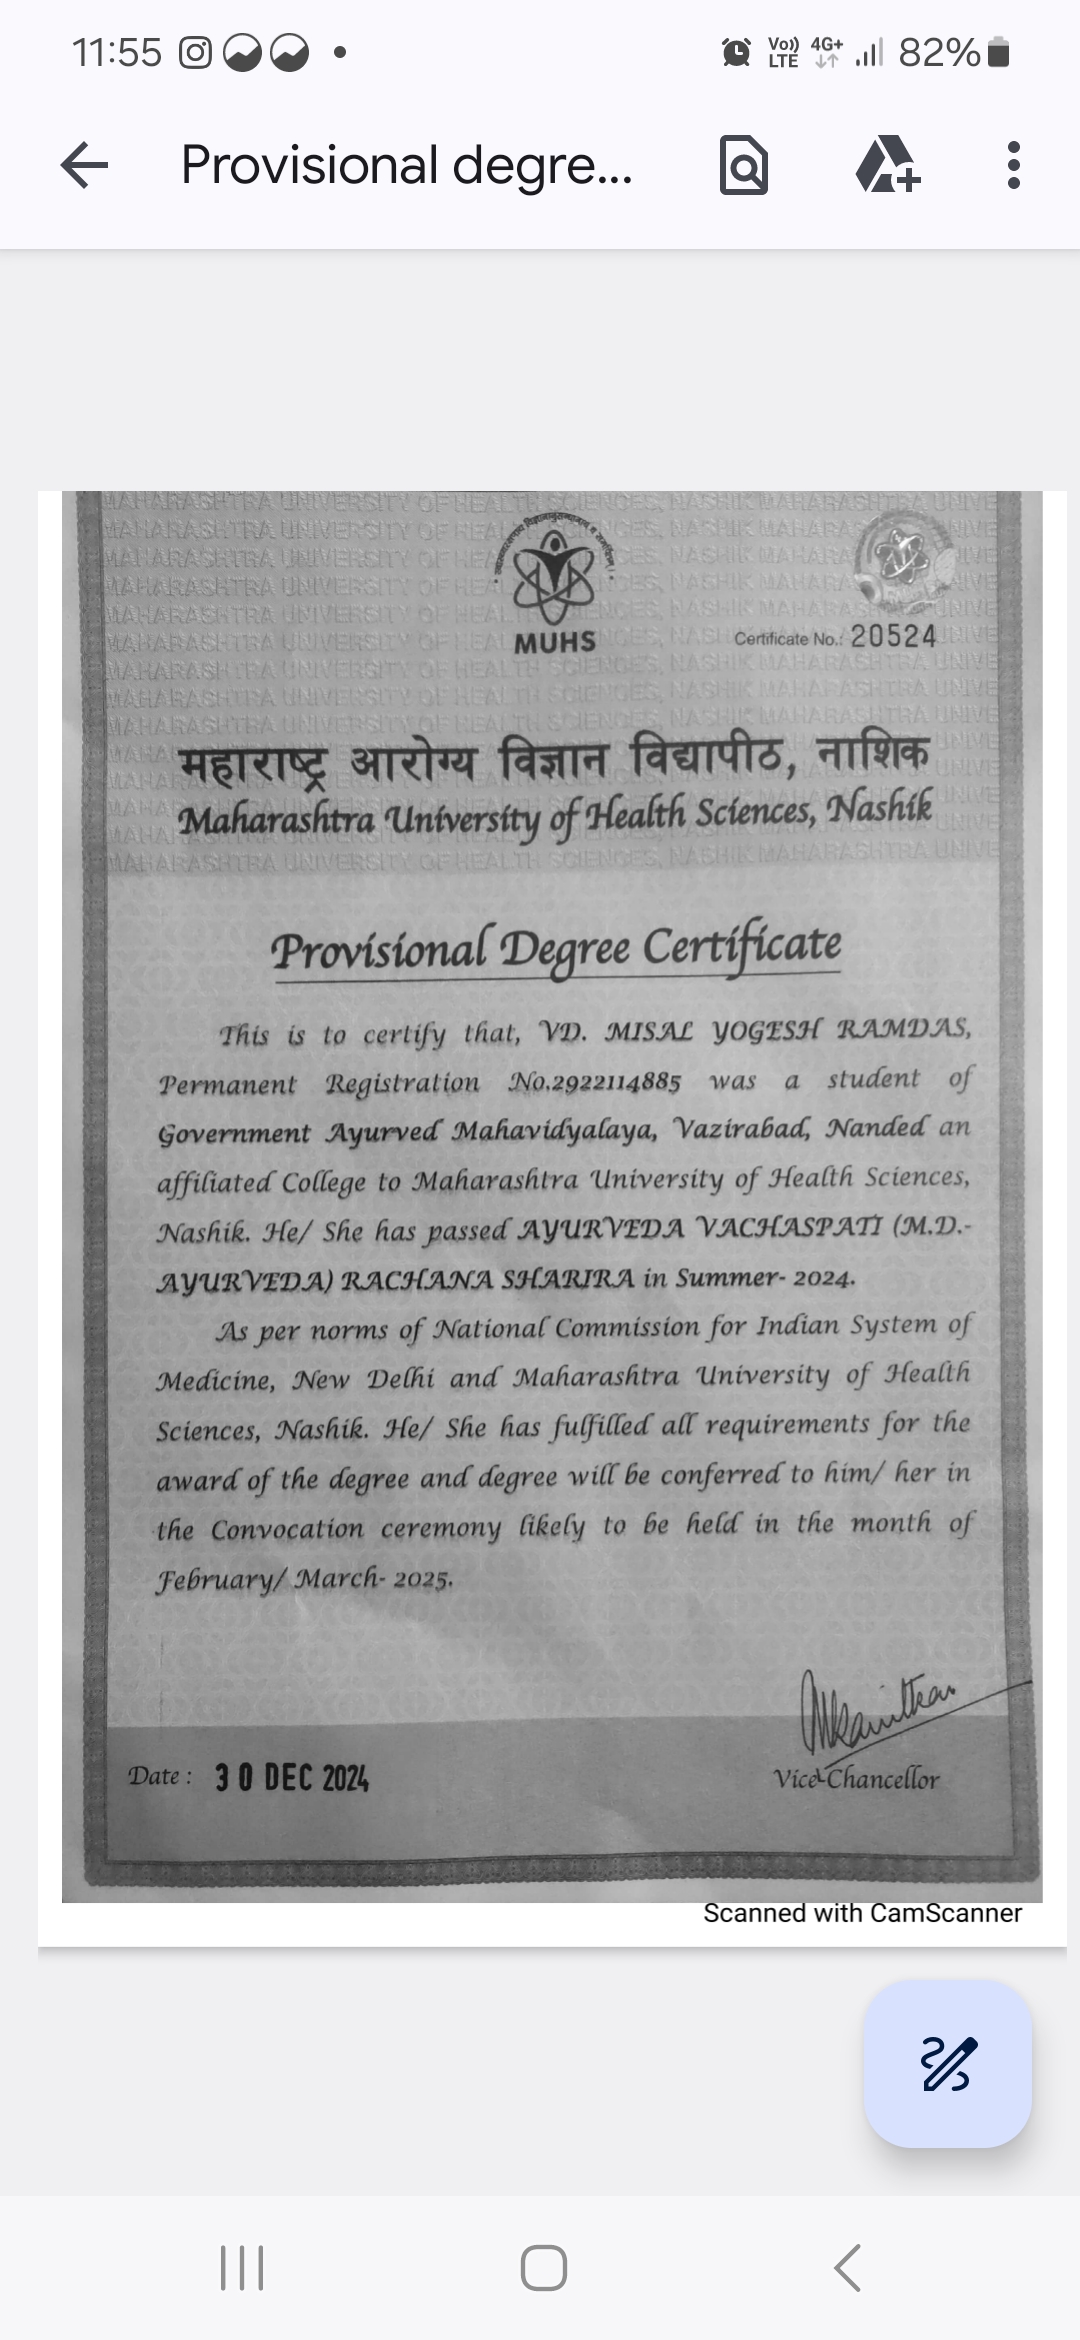 11:55
Vo)) LTE 4G+ 82%
Provisional degre...
MUHS
Certificate No.: 20524
महाराष्ट्र आरोग्य विज्ञान विद्यापीठ, नाशिक
Maharashtra University of Health Sciences, Nashik
Provisional Degree Certificate
This is to certify that, VD. MISAL YOGESH RAMDAS,
Permanent Registration No.2922114885 was a student of
Government Ayurved Mahavidyalaya, Vazirabad, Nanded an
affiliated College to Maharashtra University of Health Sciences,
Nashik. He/ She has passed AYURVEDA VACHASPATI (M.D.-
AYURVEDA) RACHANA SHARIRA in Summer- 2024.
As per norms of National Commission for Indian System of
Medicine, New Delhi and Maharashtra University of Health
Sciences, Nashik. He/ She has fulfilled all requirements for the
award of the degree and degree will be conferred to him/ her in
the Convocation ceremony likely to be held in the month of
February/ March- 2025.
Date : 30 DEC 2024
Vice-Chancellor
Scanned with CamScanner